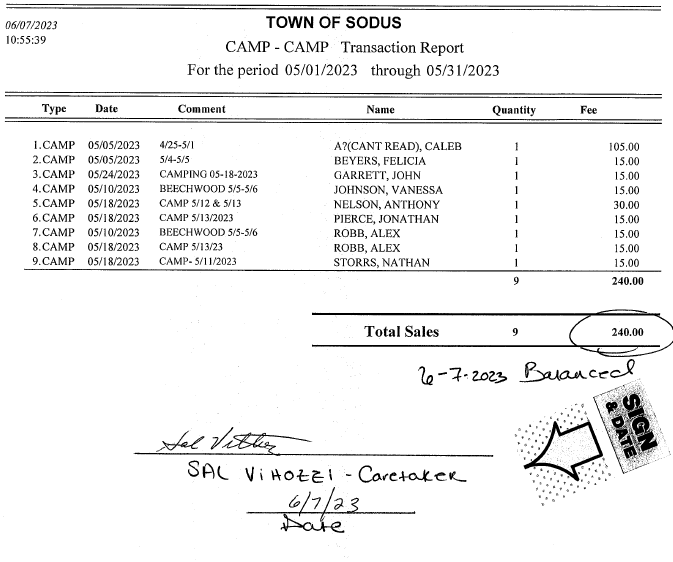 06/07/2023
10:55:39
TOWN OF SODUS
CAMP - CAMP Transaction Report
For the period 05/01/2023 through 05/31/2023
Type Date Comment Name Quantity Fee
1.CAMP 05/05/2023 4/25-5/1 A?(CANT READ), CALEB 1 105.00
2.CAMP 05/05/2023 5/4-5/5 BEYERS, FELICIA 1 15.00
3.CAMP 05/24/2023 CAMPING 05-18-2023 GARRETT, JOHN 1 15.00
4.CAMP 05/10/2023 BEECHWOOD 5/5-5/6 JOHNSON, VANESSA 1 15.00
5.CAMP 05/18/2023 CAMP 5/12 & 5/13 NELSON, ANTHONY 1 30.00
6.CAMP 05/18/2023 CAMP 5/13/2023 PIERCE, JONATHAN 1 15.00
7.CAMP 05/10/2023 BEECHWOOD 5/5-5/6 ROBB, ALEX 1 15.00
8.CAMP 05/18/2023 CAMP 5/13/23 ROBB, ALEX 1 15.00
9.CAMP 05/18/2023 CAMP- 5/11/2023 STORRS, NATHAN 1 15.00
9 240.00
Total Sales 9 240.00
6-7-2023 Balanced
SIGN
& DATE
Sal
SAL - Caretaker
6/7/23
Date